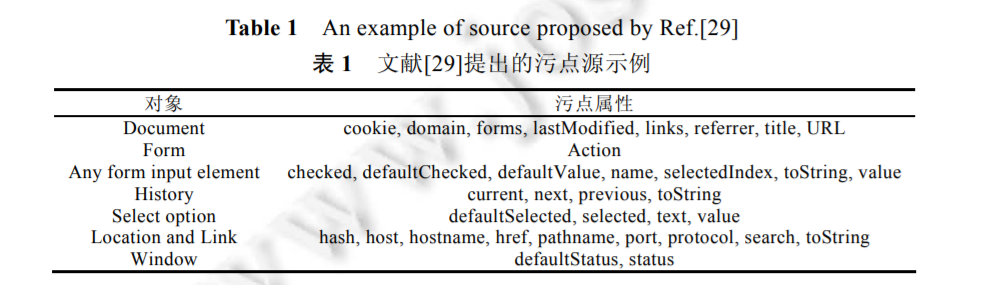 Table 1 An example of source proposed by Ref.[29]
表 1 文献[29]提出的污点源示例
对象 污点属性
Document cookie, domain, forms, lastModified, links, referrer, title, URL
Form Action
Any form input element checked, defaultChecked, defaultValue, name, selectedIndex, toString, value
History current, next, previous, toString
Select option defaultSelected, selected, text, value
Location and Link hash, host, hostname, href, pathname, port, protocol, search, toString
Window defaultStatus, status
www.jos